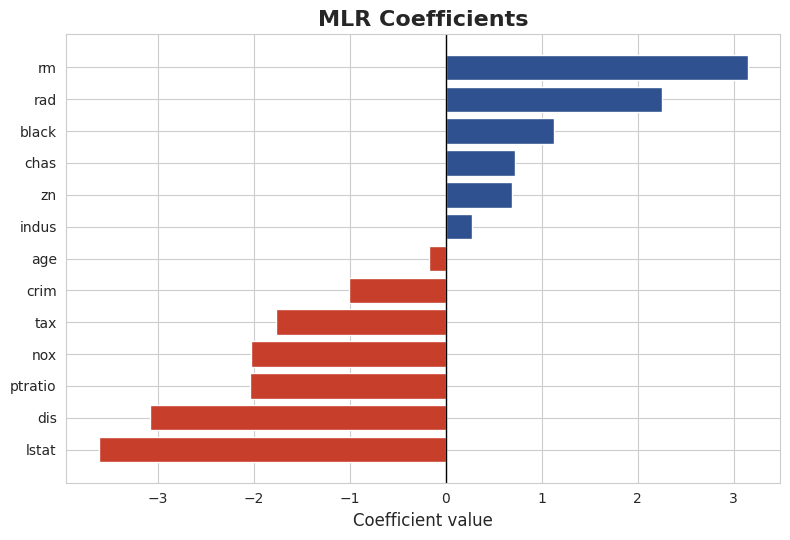 MLR Coefficients
rm
rad
black
chas
zn
indus
age
crim
tax
nox
ptratio
dis
lstat
−3 −2 −1 0 1 2 3
Coefficient value